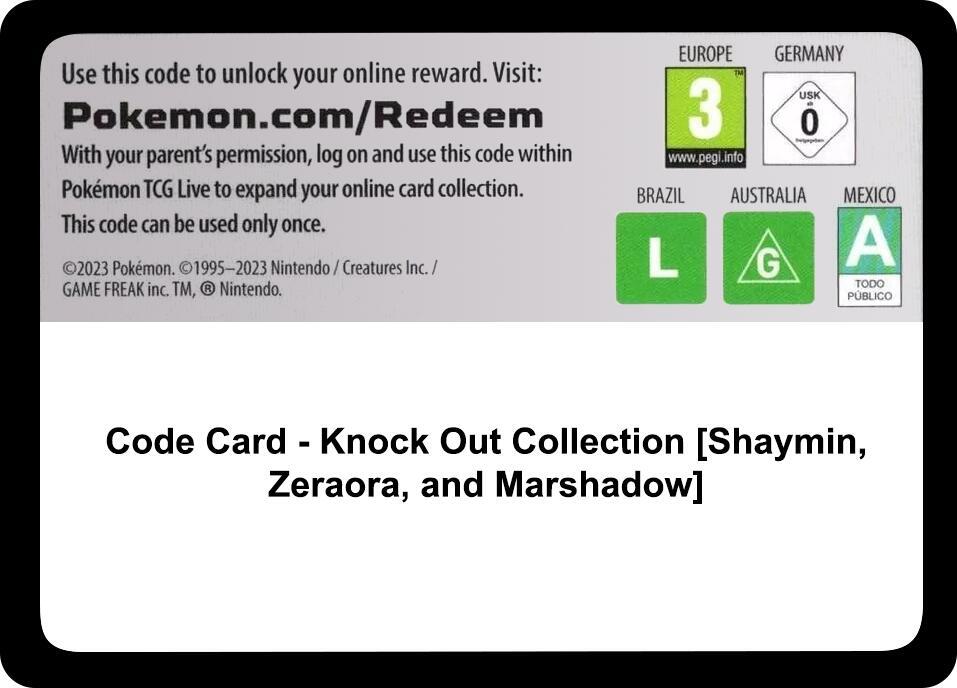 Use this code to unlock your online reward. Visit:
Pokemon.com/Redeem
With your parent's permission, log on and use this code within
Pokémon TCG Live to expand your online card collection.
This code can be used only once.
©2023 Pokémon. ©1995–2023 Nintendo / Creatures Inc. /
GAME FREAK inc. TM, ® Nintendo.
EUROPE
3
TM
www.pegi.info
GERMANY
USK
ab
0
freigegeben
BRAZIL
L
AUSTRALIA
G
MEXICO
A
TODO
PÚBLICO
Code Card - Knock Out Collection [Shaymin,
Zeraora, and Marshadow]